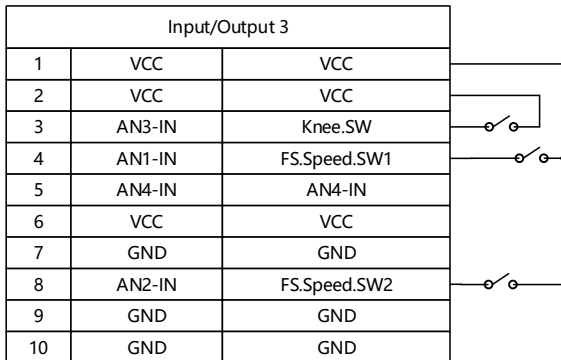 Input/Output 3
1 VCC VCC
2 VCC VCC
3 AN3-IN Knee.SW
4 AN1-IN FS.Speed.SW1
5 AN4-IN AN4-IN
6 VCC VCC
7 GND GND
8 AN2-IN FS.Speed.SW2
9 GND GND
10 GND GND